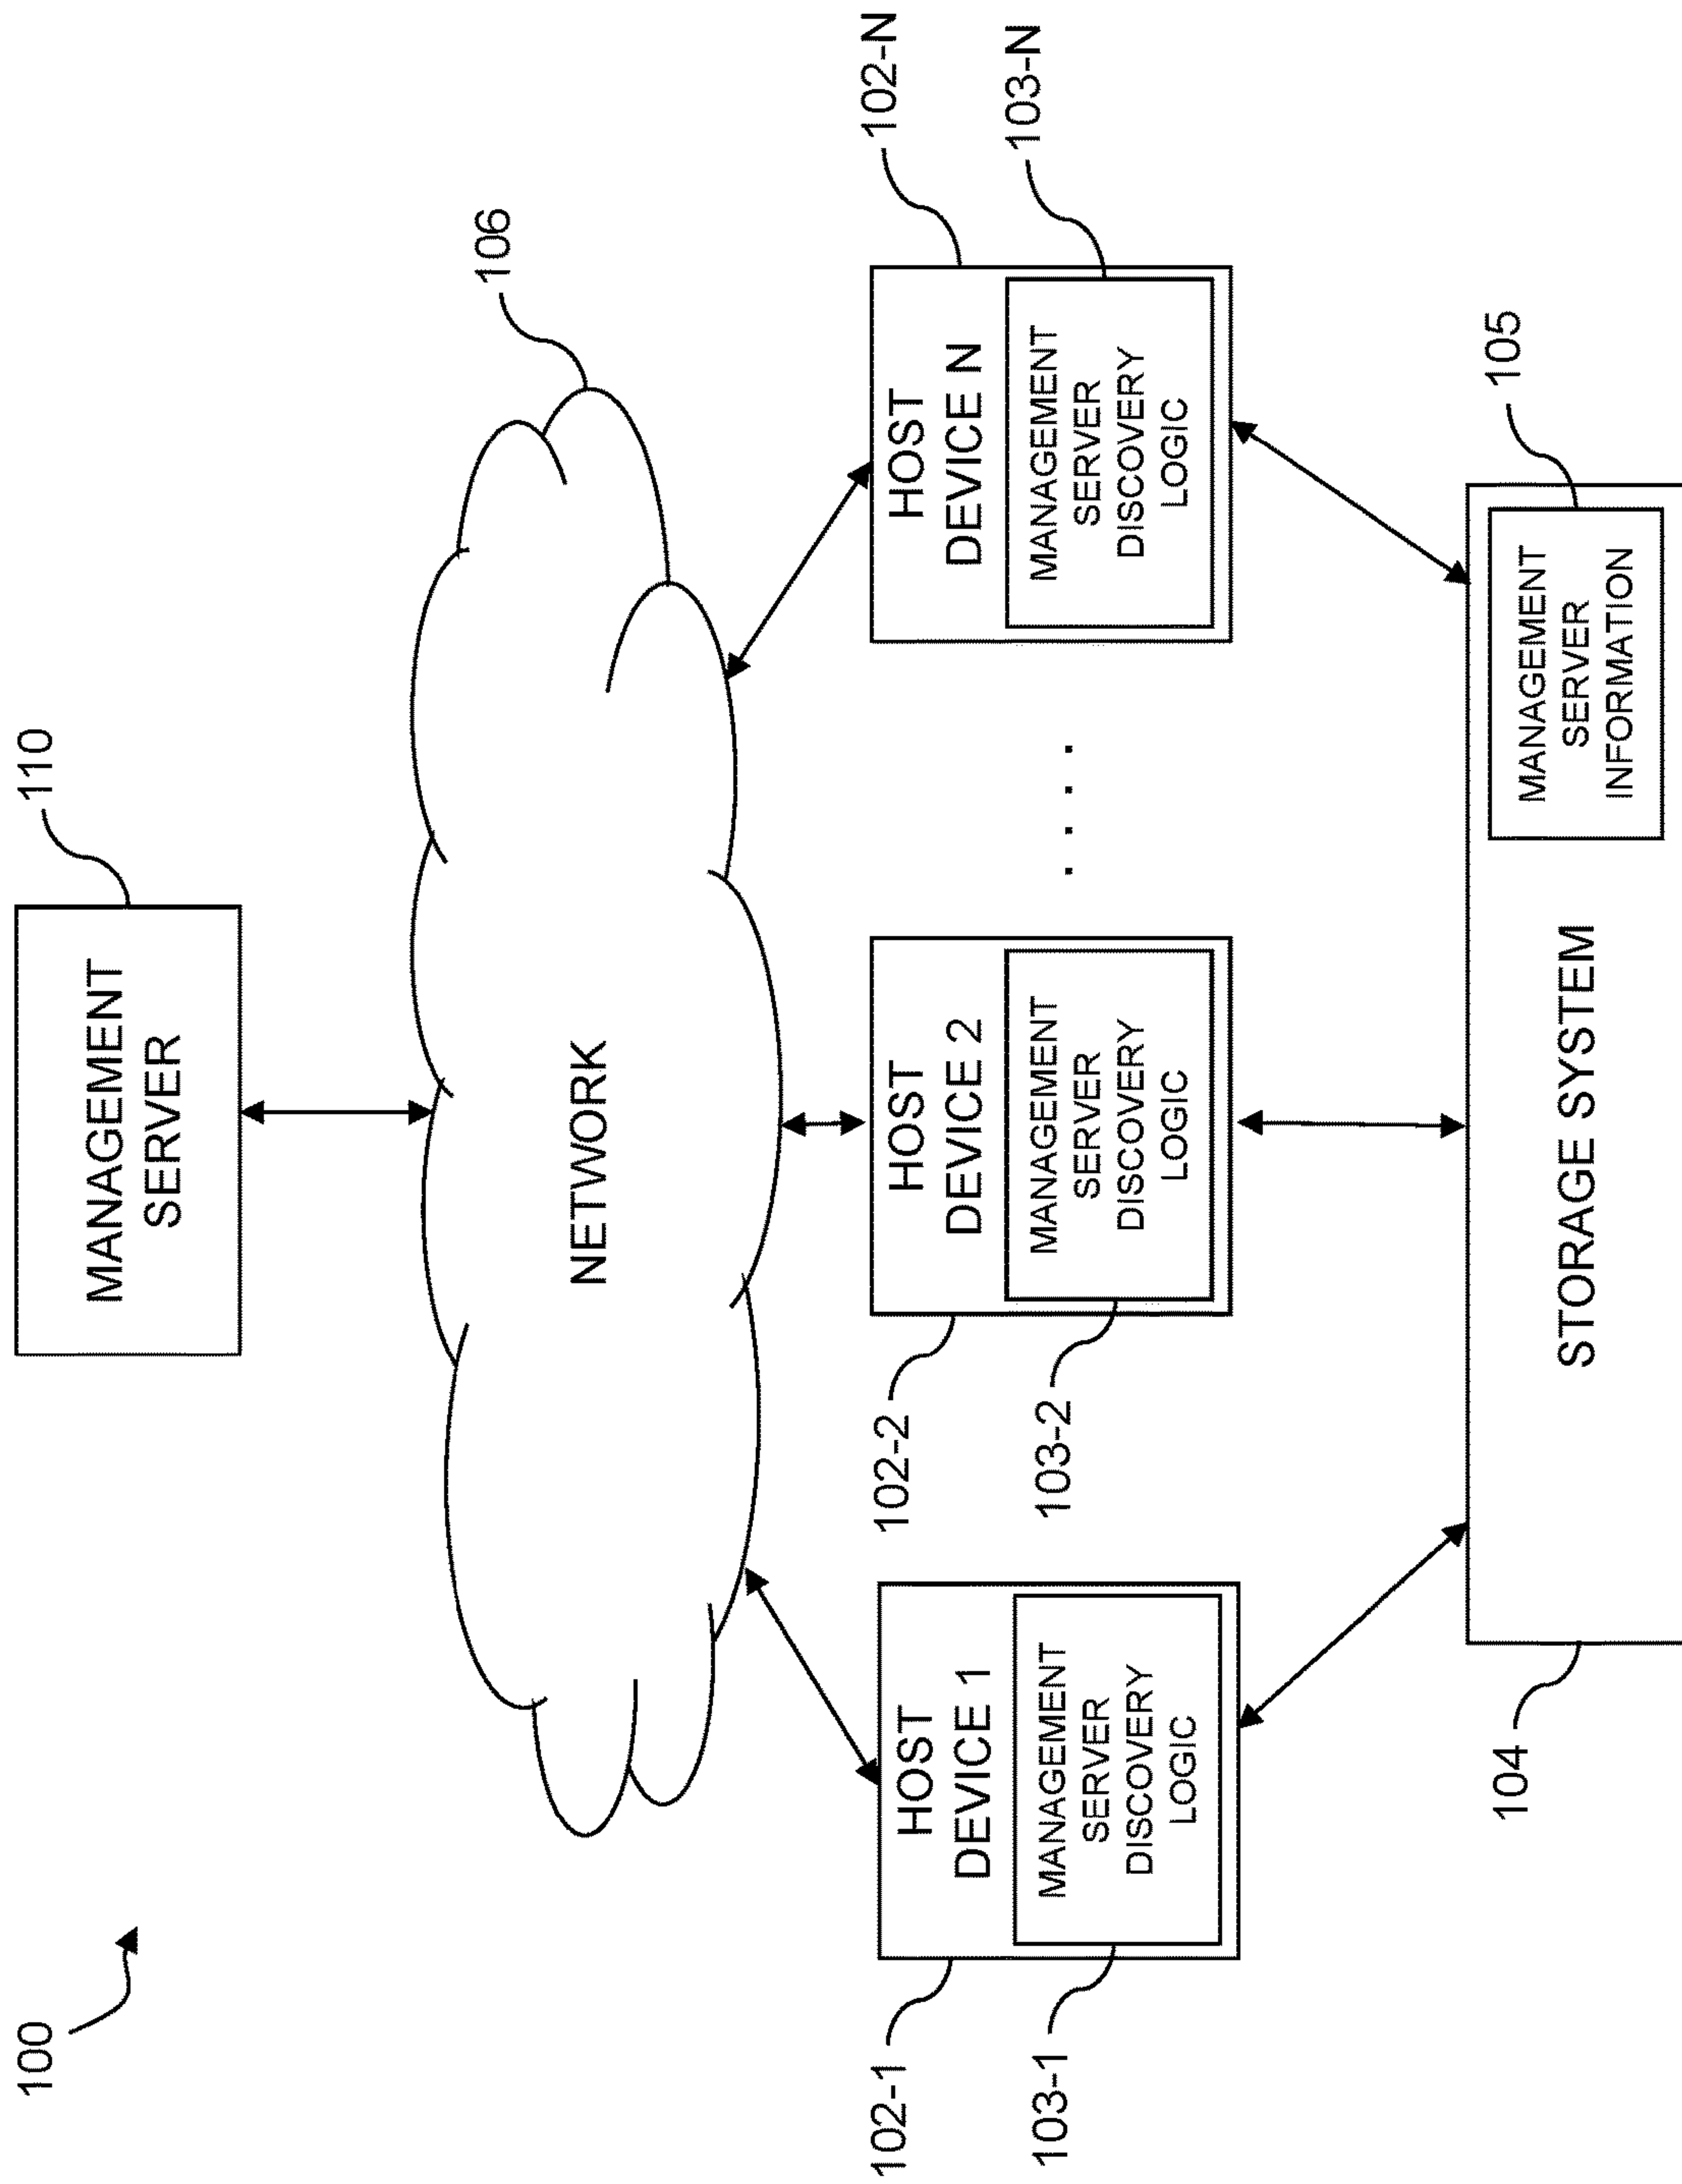 100
MANAGEMENT
SERVER
110
NETWORK
106
HOST
DEVICE 1
MANAGEMENT
SERVER
DISCOVERY
LOGIC
102-1
103-1
HOST
DEVICE 2
MANAGEMENT
SERVER
DISCOVERY
LOGIC
102-2
103-2
. . . .
HOST
DEVICE N
MANAGEMENT
SERVER
DISCOVERY
LOGIC
102-N
103-N
STORAGE SYSTEM
104
MANAGEMENT
SERVER
INFORMATION
105